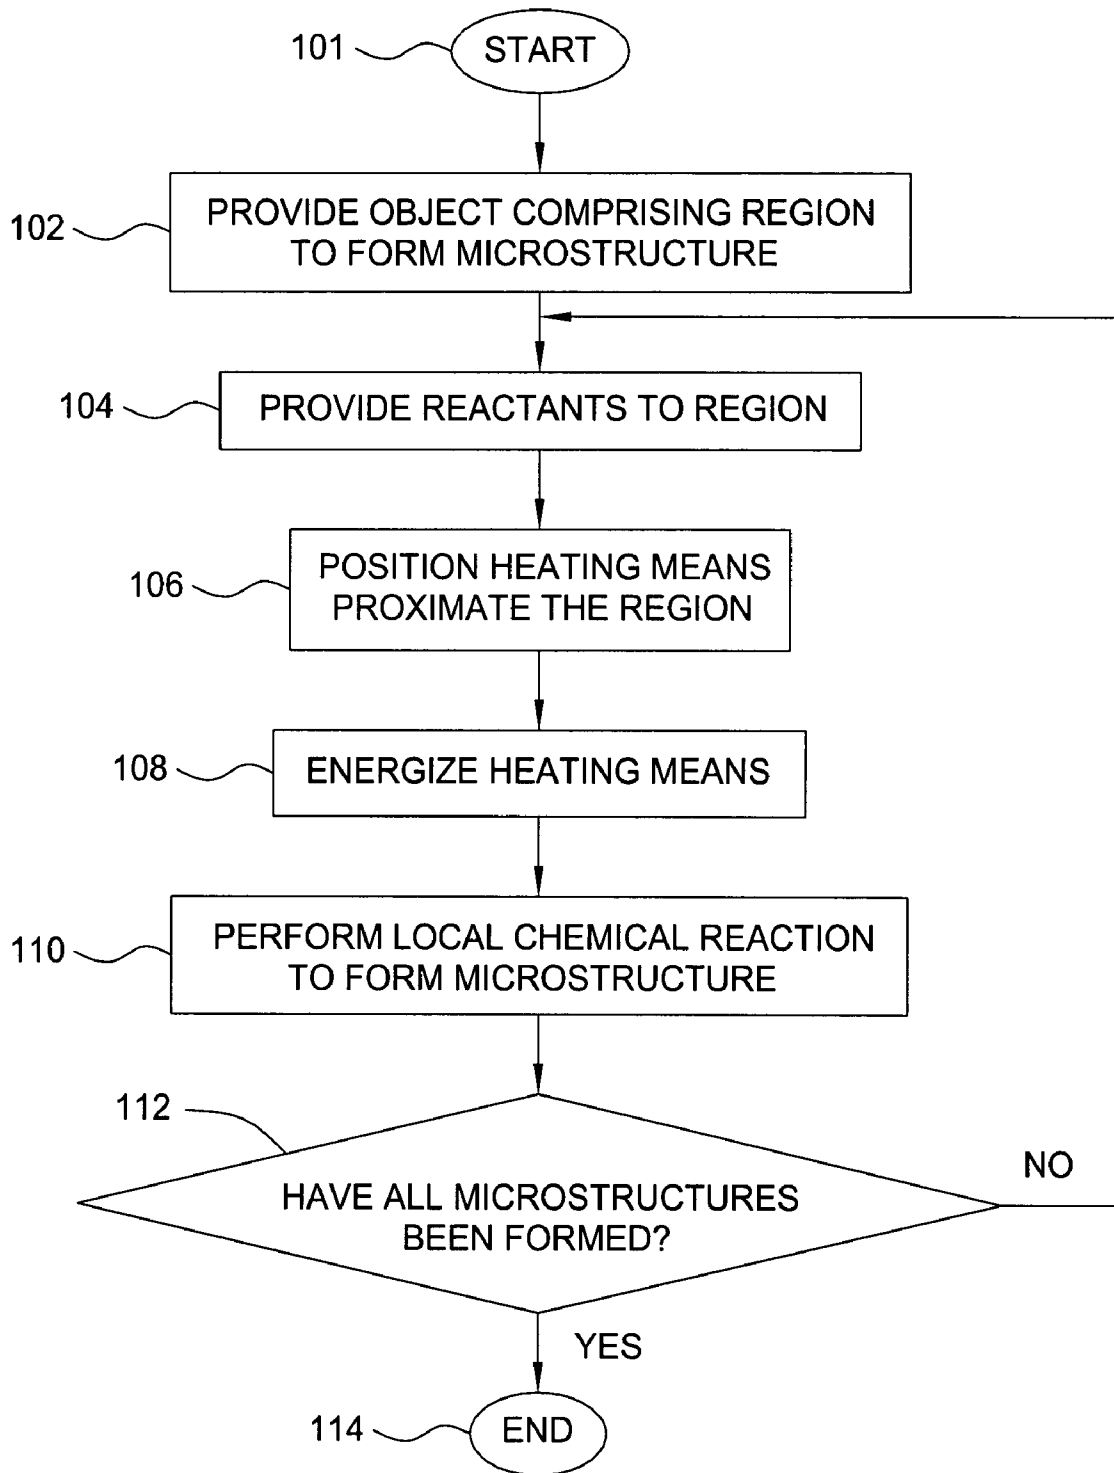 101
START
102
PROVIDE OBJECT COMPRISING REGION
TO FORM MICROSTRUCTURE
104
PROVIDE REACTANTS TO REGION
106
POSITION HEATING MEANS
PROXIMATE THE REGION
108
ENERGIZE HEATING MEANS
110
PERFORM LOCAL CHEMICAL REACTION
TO FORM MICROSTRUCTURE
112
HAVE ALL MICROSTRUCTURES
BEEN FORMED?
NO
YES
114
END